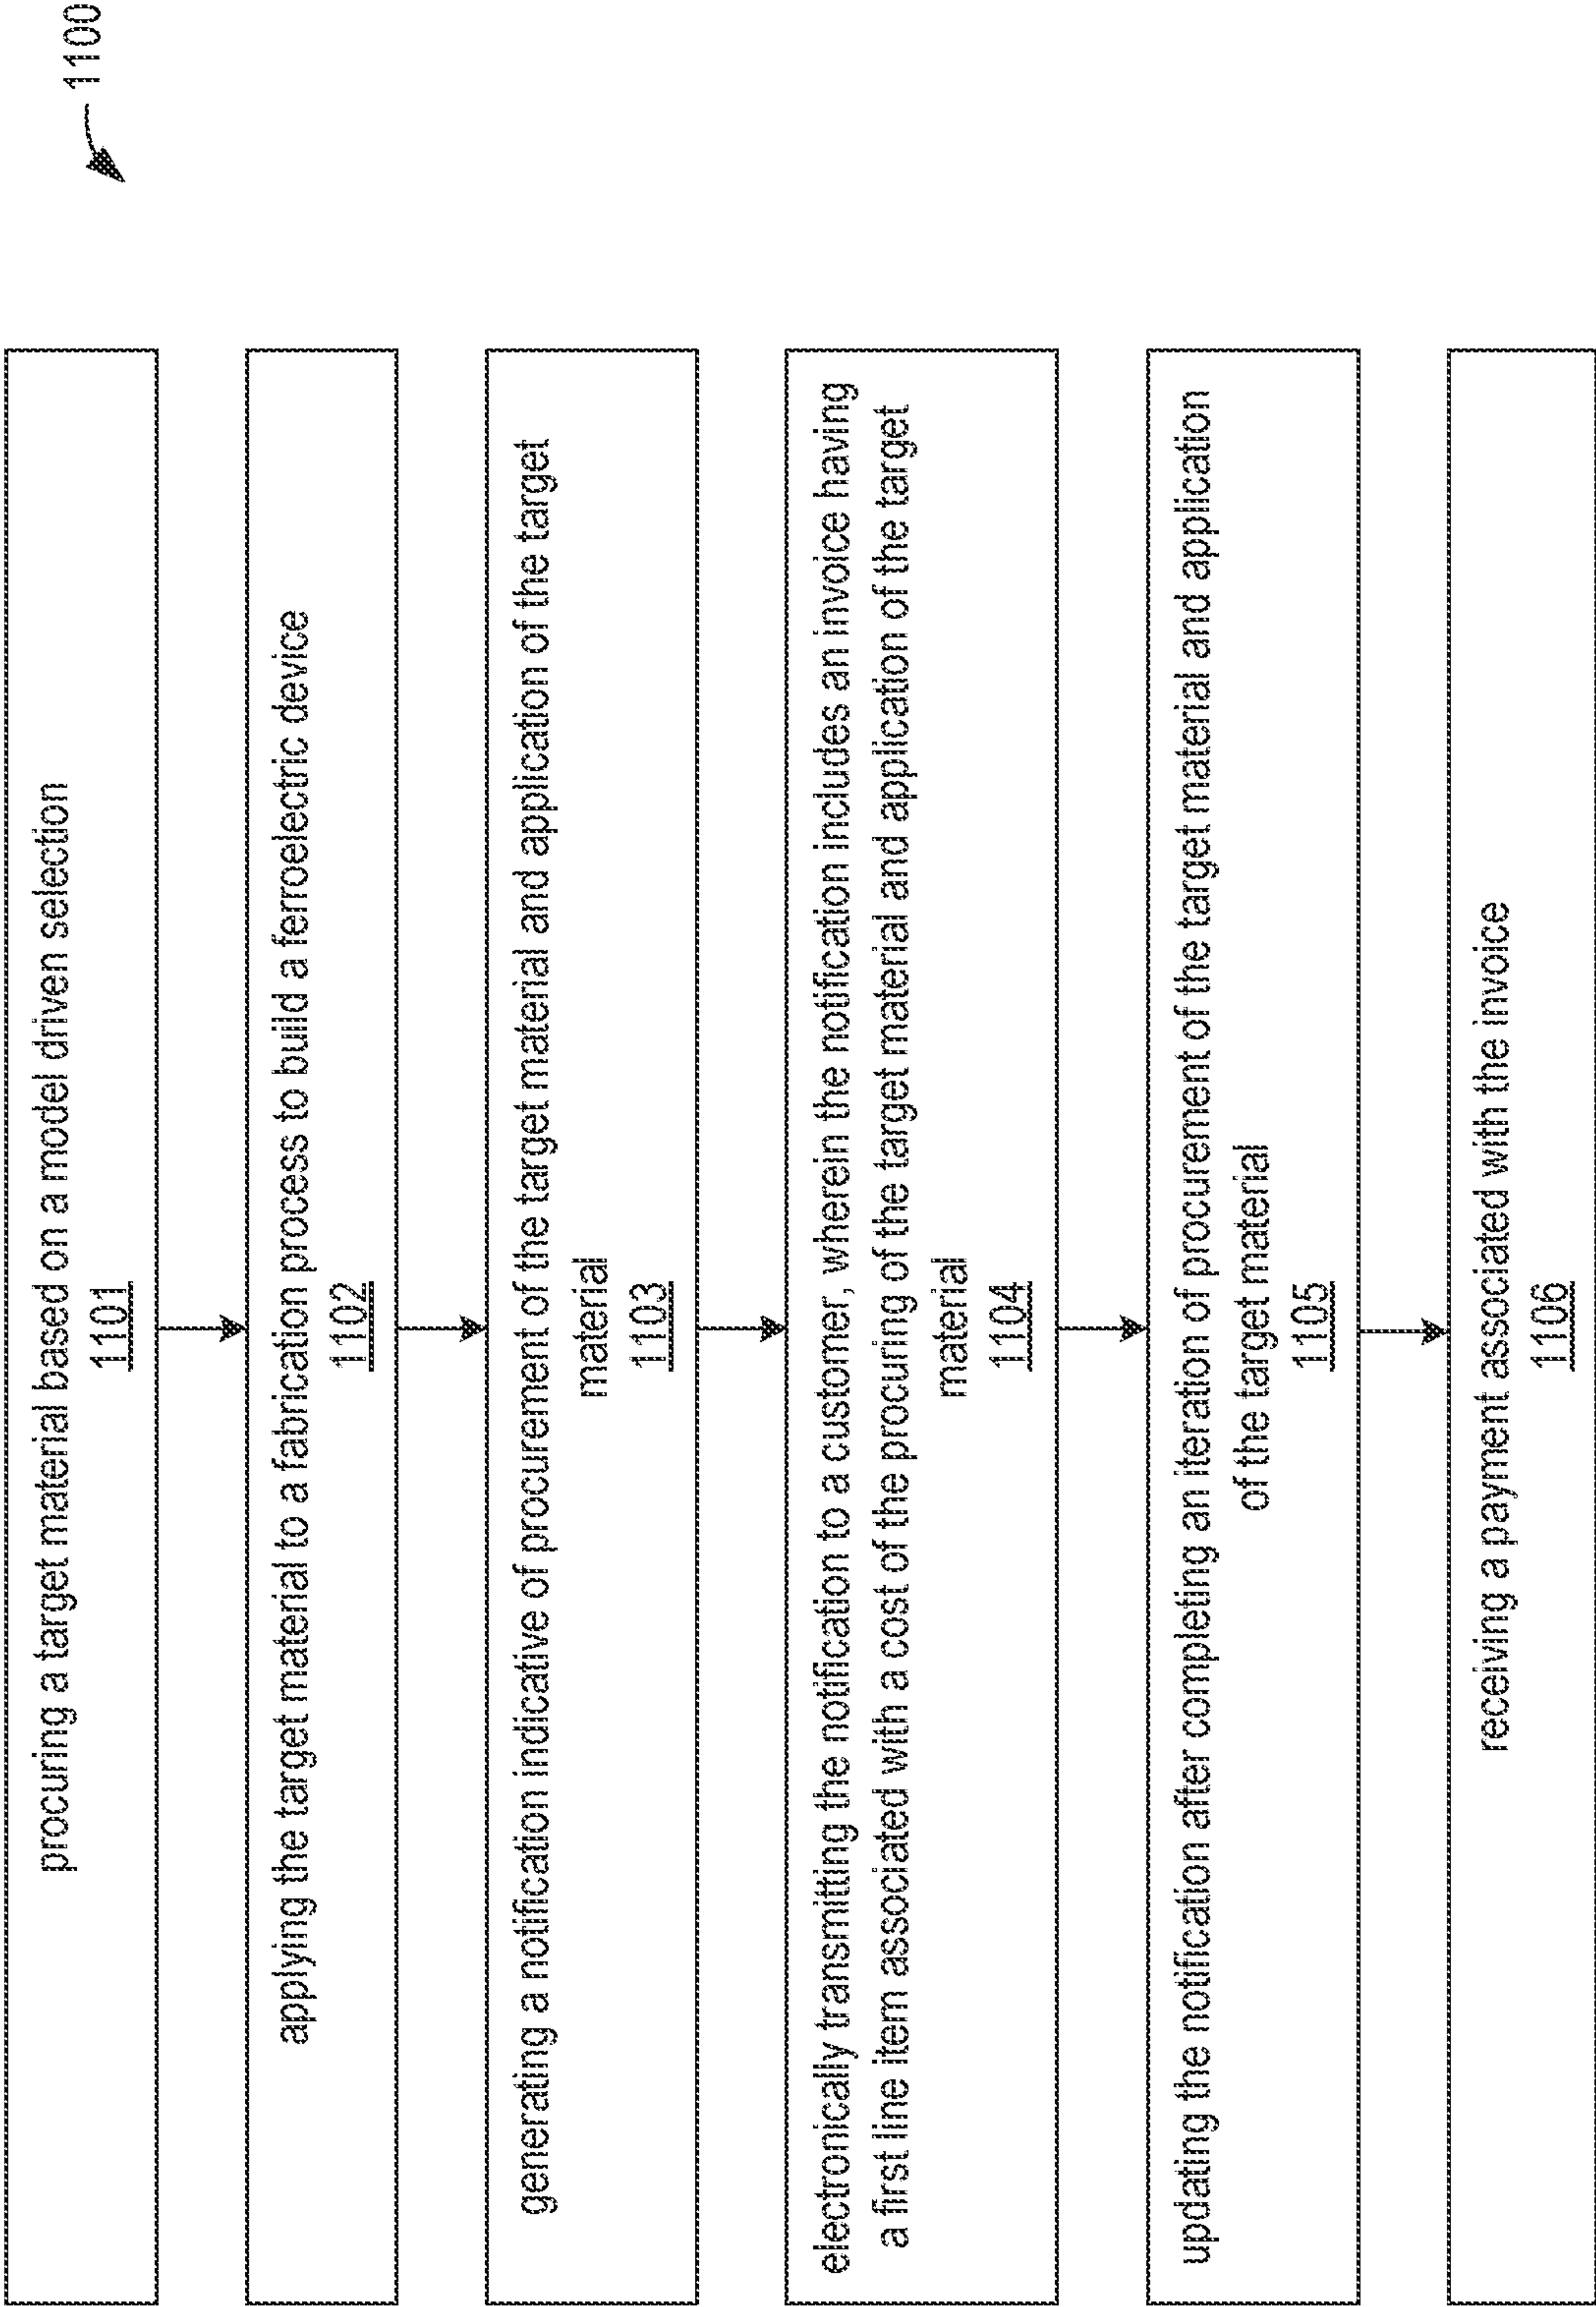 1100
procuring a target material based on a model driven selection
1101
applying the target material to a fabrication process to build a ferroelectric device
1102
generating a notification indicative of procurement of the target material and application of the target
material
1103
electronically transmitting the notification to a customer, wherein the notification includes an invoice having
a first line item associated with a cost of the procuring of the target material and application of the target
material
1104
updating the notification after completing an iteration of procurement of the target material and application
of the target material
1105
receiving a payment associated with the invoice
1106